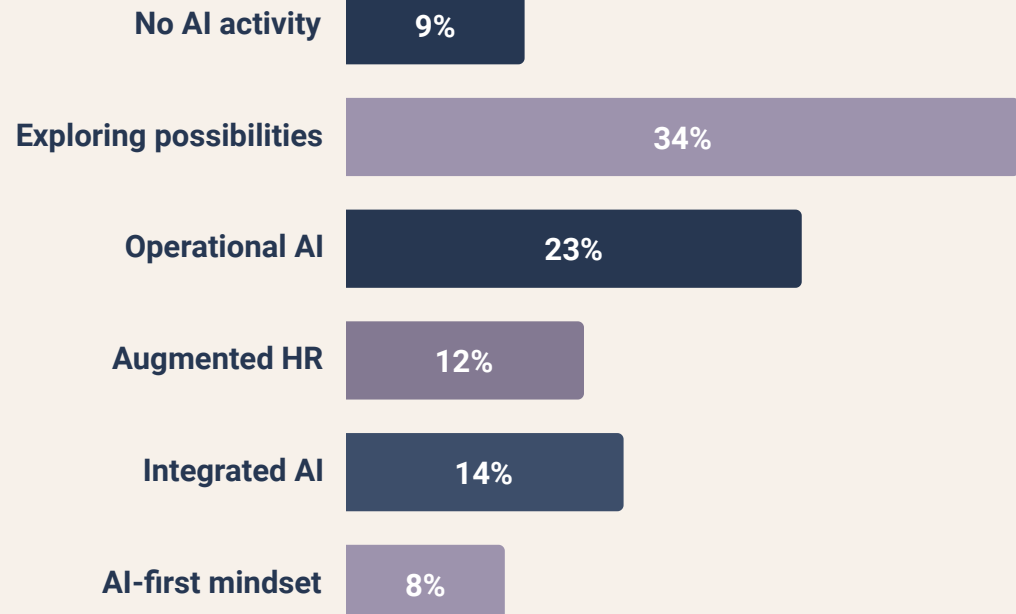 No AI activity 9%
Exploring possibilities 34%
Operational AI 23%
Augmented HR 12%
Integrated AI 14%
AI-first mindset 8%